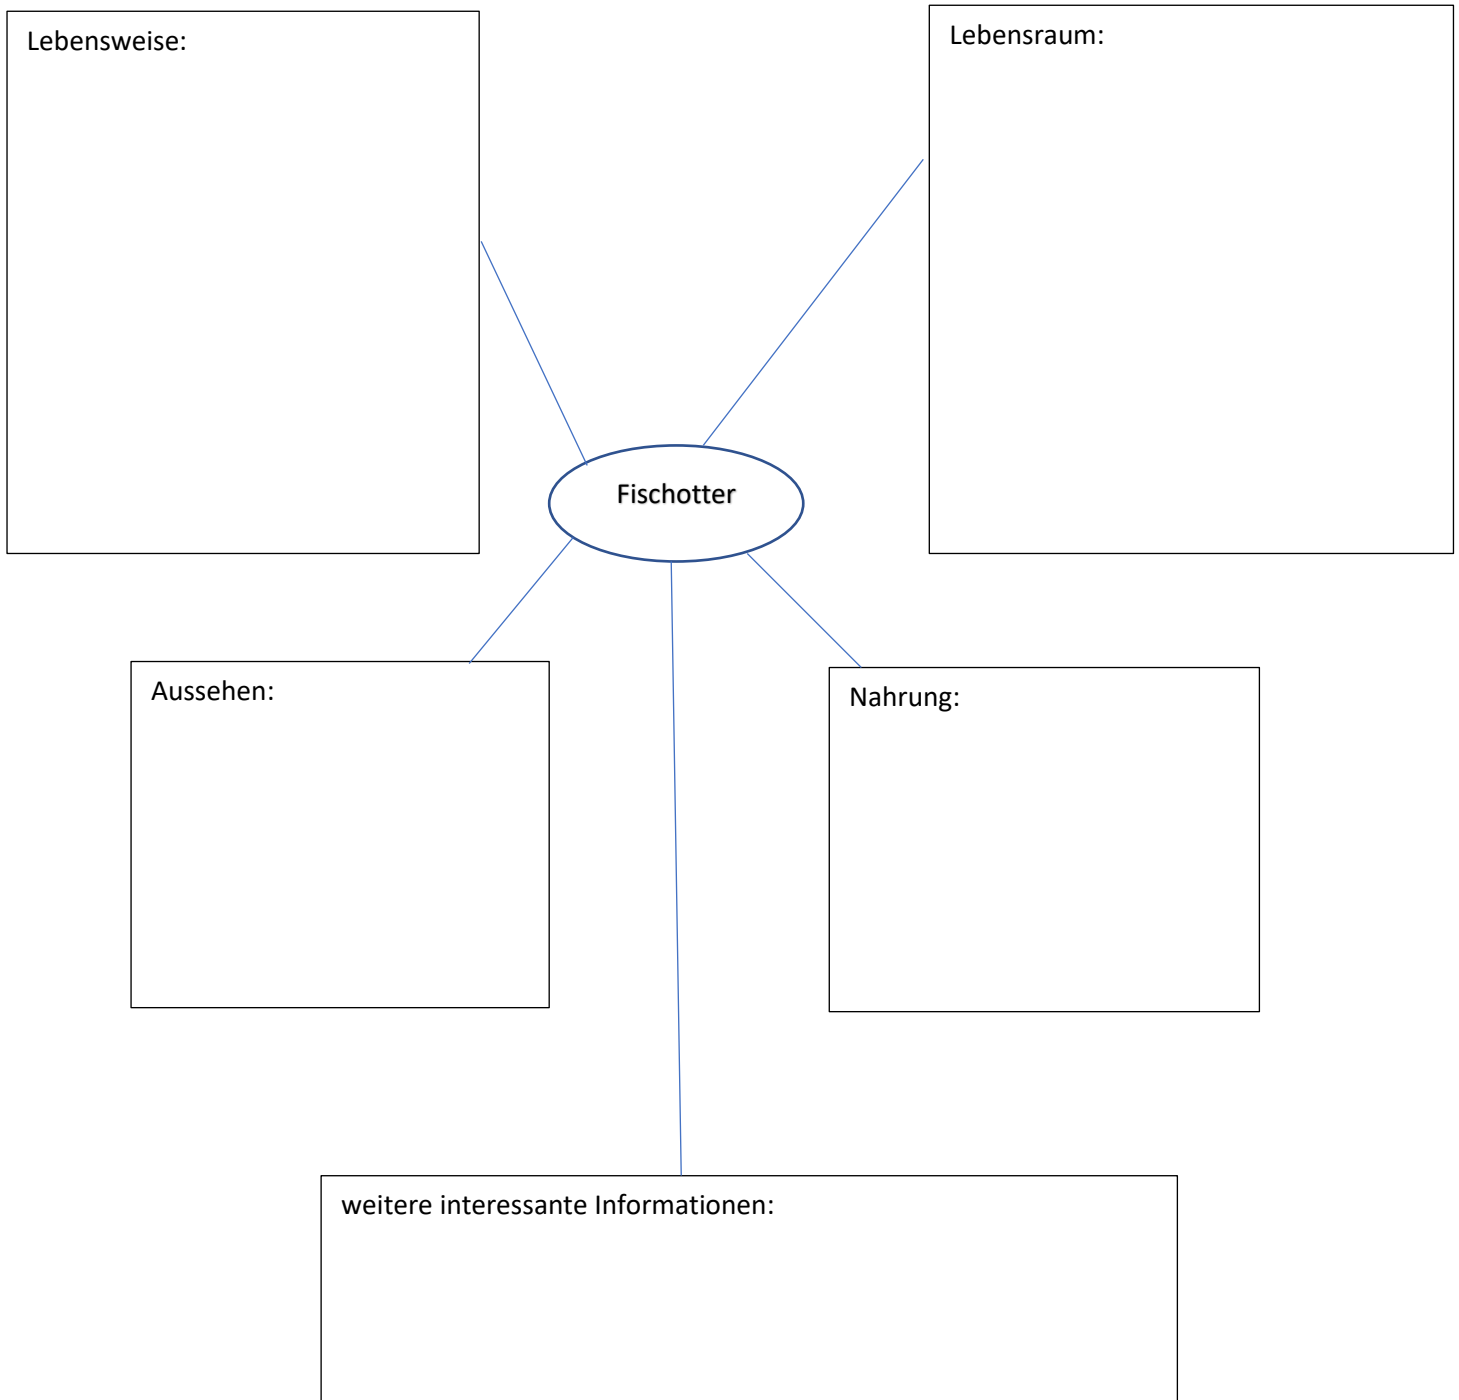 Lebensweise:
Lebensraum:
Fischotter
Aussehen:
Nahrung:
weitere interessante Informationen: